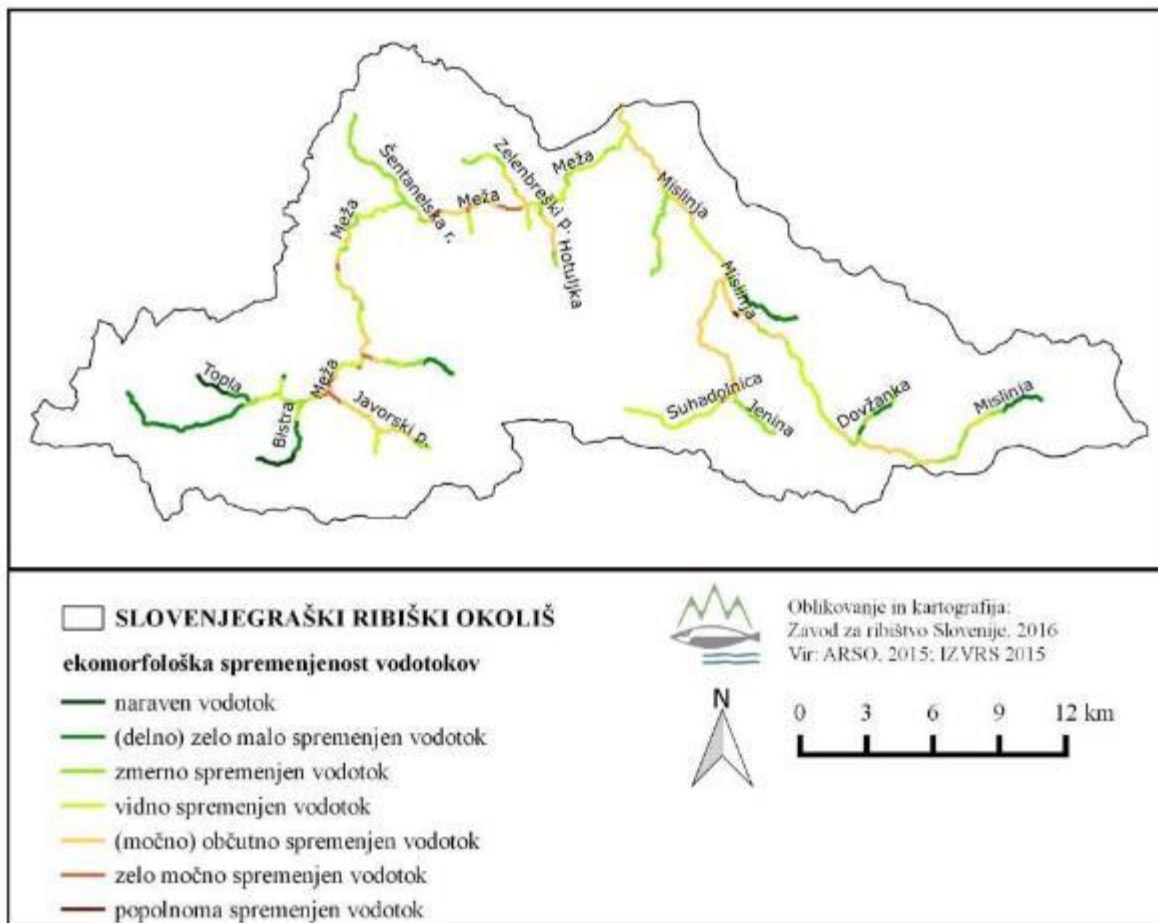 Šentanelska r.
Zelenbreški p.
Meža
Meža
Meža
Mislinja
Hotuljka
Mislinja
Topla
Meža
Bistra
Javorski p.
Suhadolnica
Jenina
Dovžanka
Mislinja
SLOVENJEGRAŠKI RIBIŠKI OKOLIŠ
ekomorfološka spremenjenost vodotokov
naraven vodotok
(delno) zelo malo spremenjen vodotok
zmerno spremenjen vodotok
vidno spremenjen vodotok
(močno) občutno spremenjen vodotok
zelo močno spremenjen vodotok
popolnoma spremenjen vodotok
Oblikovanje in kartografija:
Zavod za ribištvo Slovenije, 2016
Vir: ARSO, 2015; IZVRS 2015
N
0 3 6 9 12 km